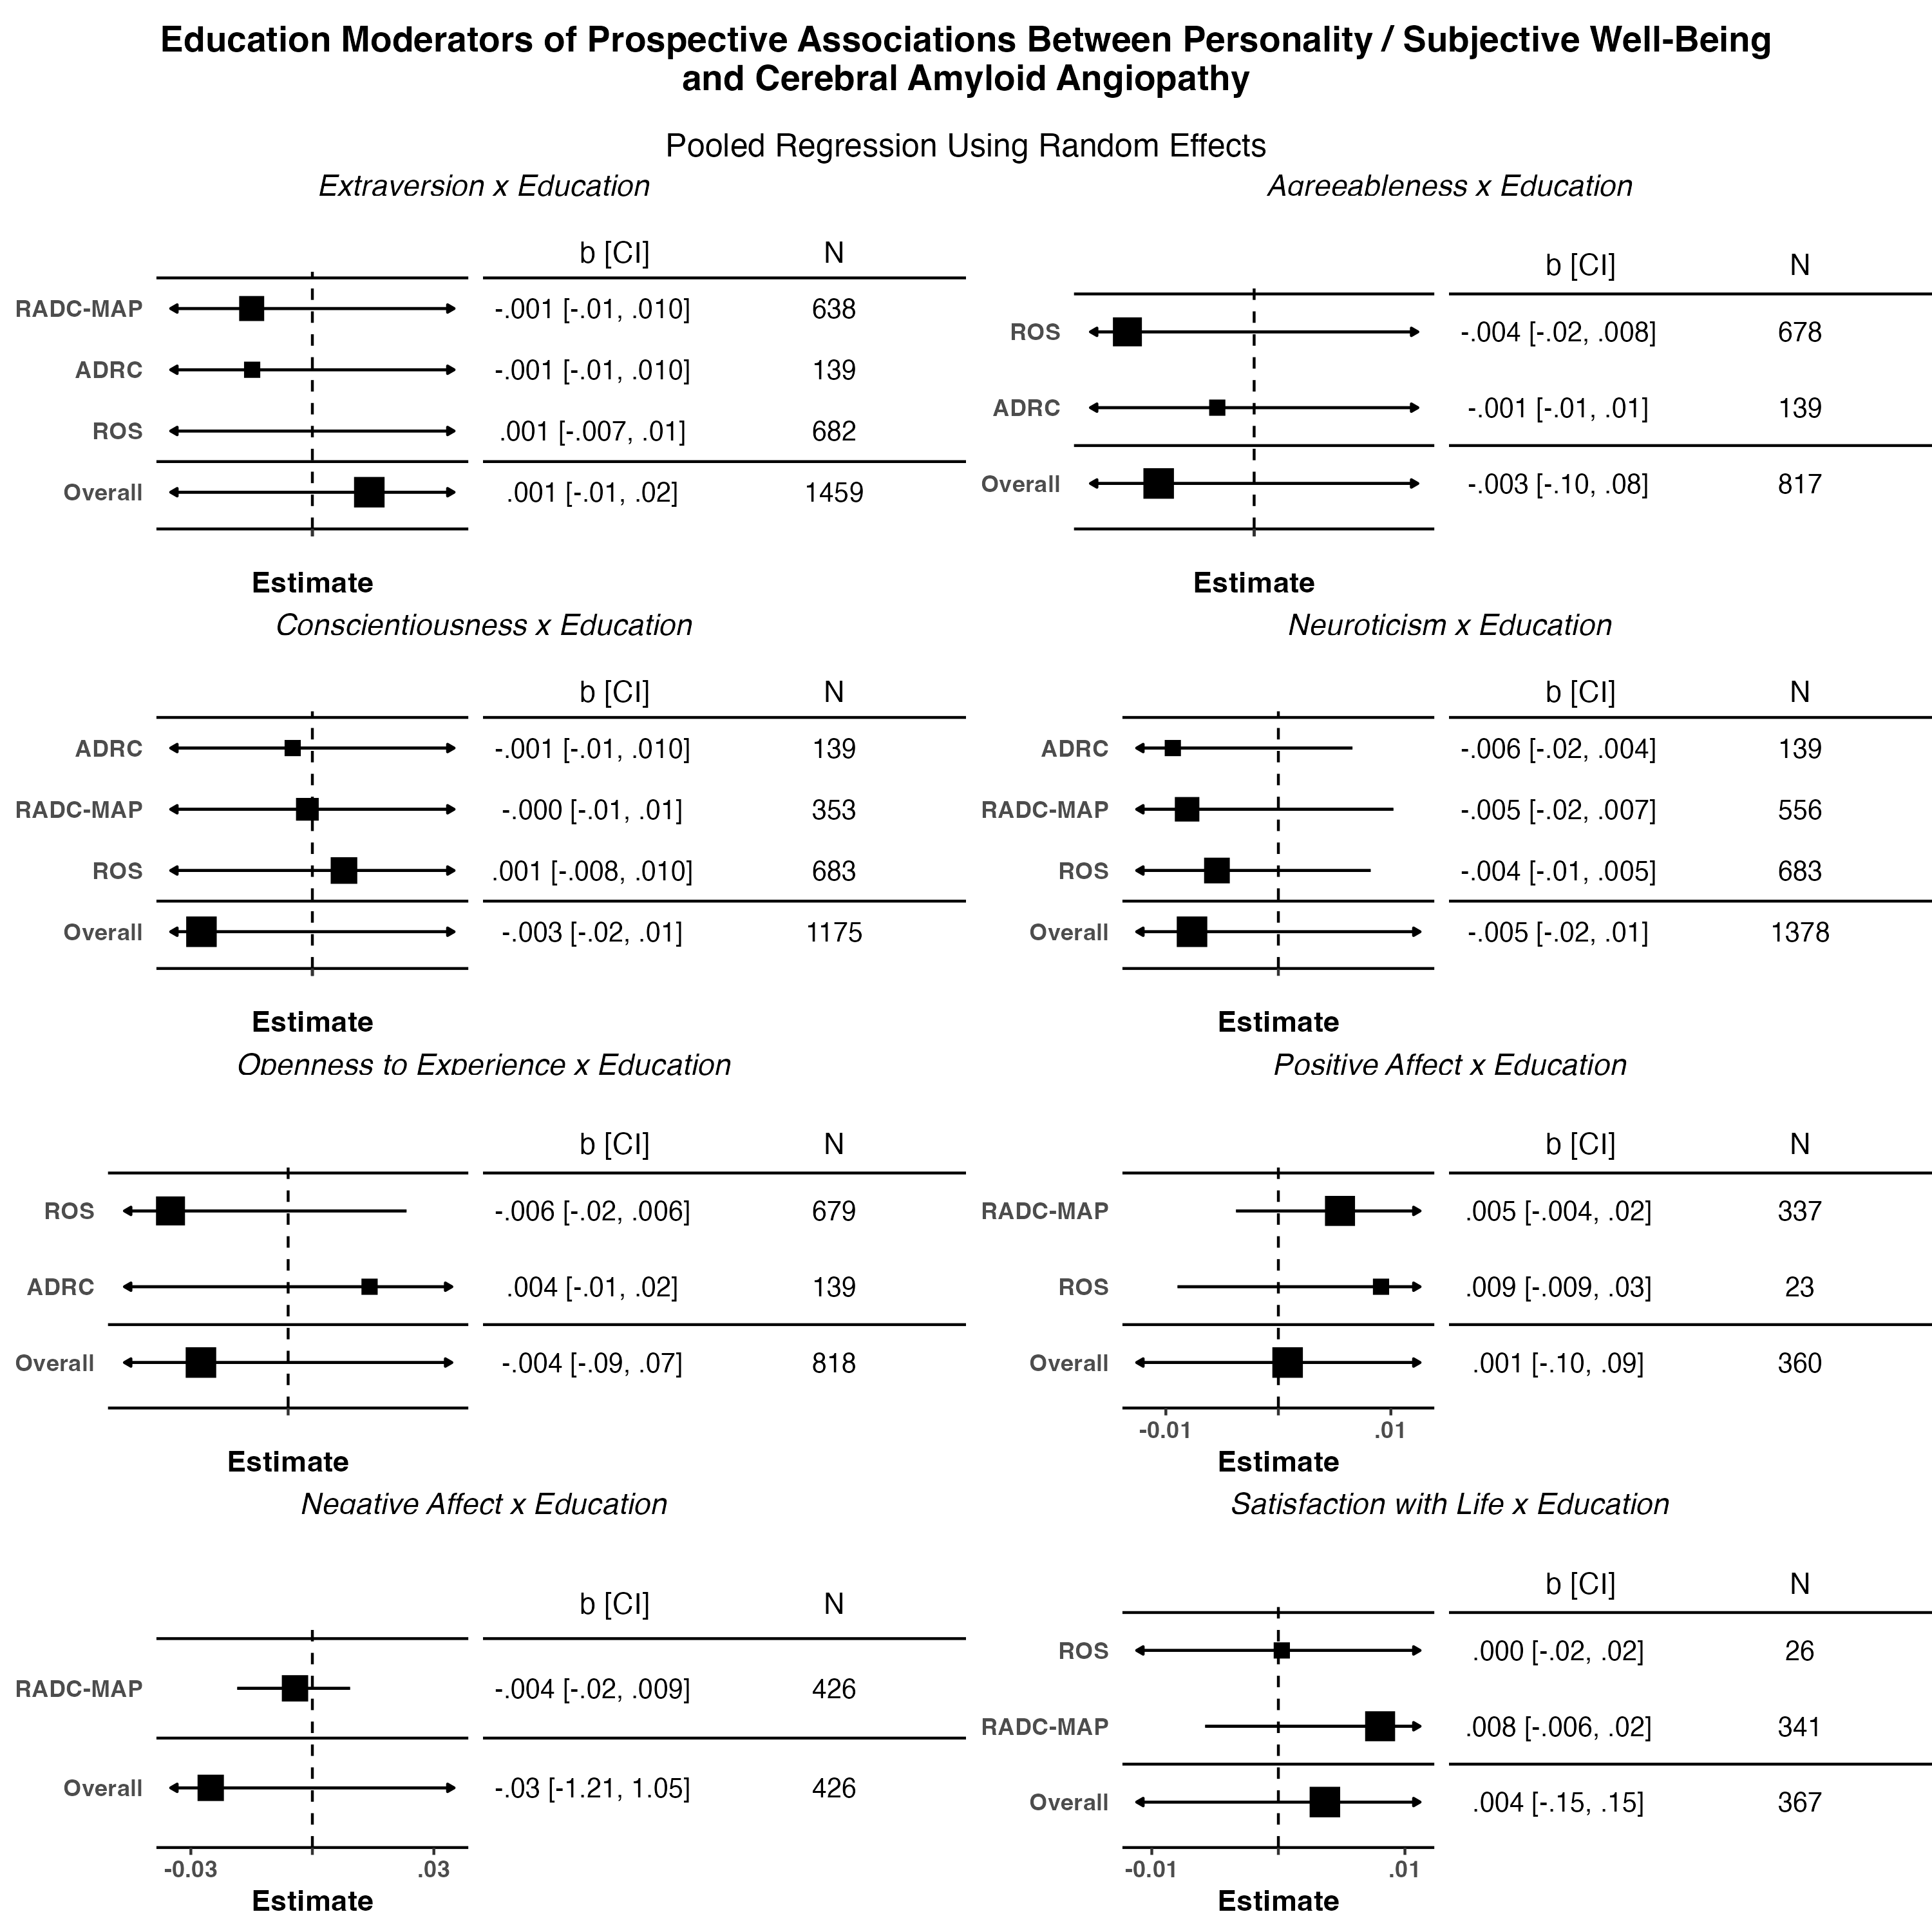 Education Moderators of Prospective Associations Between Personality / Subjective Well-Being
and Cerebral Amyloid Angiopathy
Pooled Regression Using Random Effects
Extraversion x Education
b [CI] N
RADC-MAP -.001 [-.01, .010] 638
ADRC -.001 [-.01, .010] 139
ROS .001 [-.007, .01] 682
Overall .001 [-.01, .02] 1459
Estimate
Agreeableness x Education
b [CI] N
ROS -.004 [-.02, .008] 678
ADRC -.001 [-.01, .01] 139
Overall -.003 [-.10, .08] 817
Estimate
Conscientiousness x Education
b [CI] N
ADRC -.001 [-.01, .010] 139
RADC-MAP -.000 [-.01, .01] 353
ROS .001 [-.008, .010] 683
Overall -.003 [-.02, .01] 1175
Estimate
Neuroticism x Education
b [CI] N
ADRC -.006 [-.02, .004] 139
RADC-MAP -.005 [-.02, .007] 556
ROS -.004 [-.01, .005] 683
Overall -.005 [-.02, .01] 1378
Estimate
Openness to Experience x Education
b [CI] N
ROS -.006 [-.02, .006] 679
ADRC .004 [-.01, .02] 139
Overall -.004 [-.09, .07] 818
Estimate
Positive Affect x Education
b [CI] N
RADC-MAP .005 [-.004, .02] 337
ROS .009 [-.009, .03] 23
Overall .001 [-.10, .09] 360
-0.01 .01
Estimate
Negative Affect x Education
b [CI] N
RADC-MAP -.004 [-.02, .009] 426
Overall -.03 [-1.21, 1.05] 426
-0.03 .03
Estimate
Satisfaction with Life x Education
b [CI] N
ROS .000 [-.02, .02] 26
RADC-MAP .008 [-.006, .02] 341
Overall .004 [-.15, .15] 367
-0.01 .01
Estimate